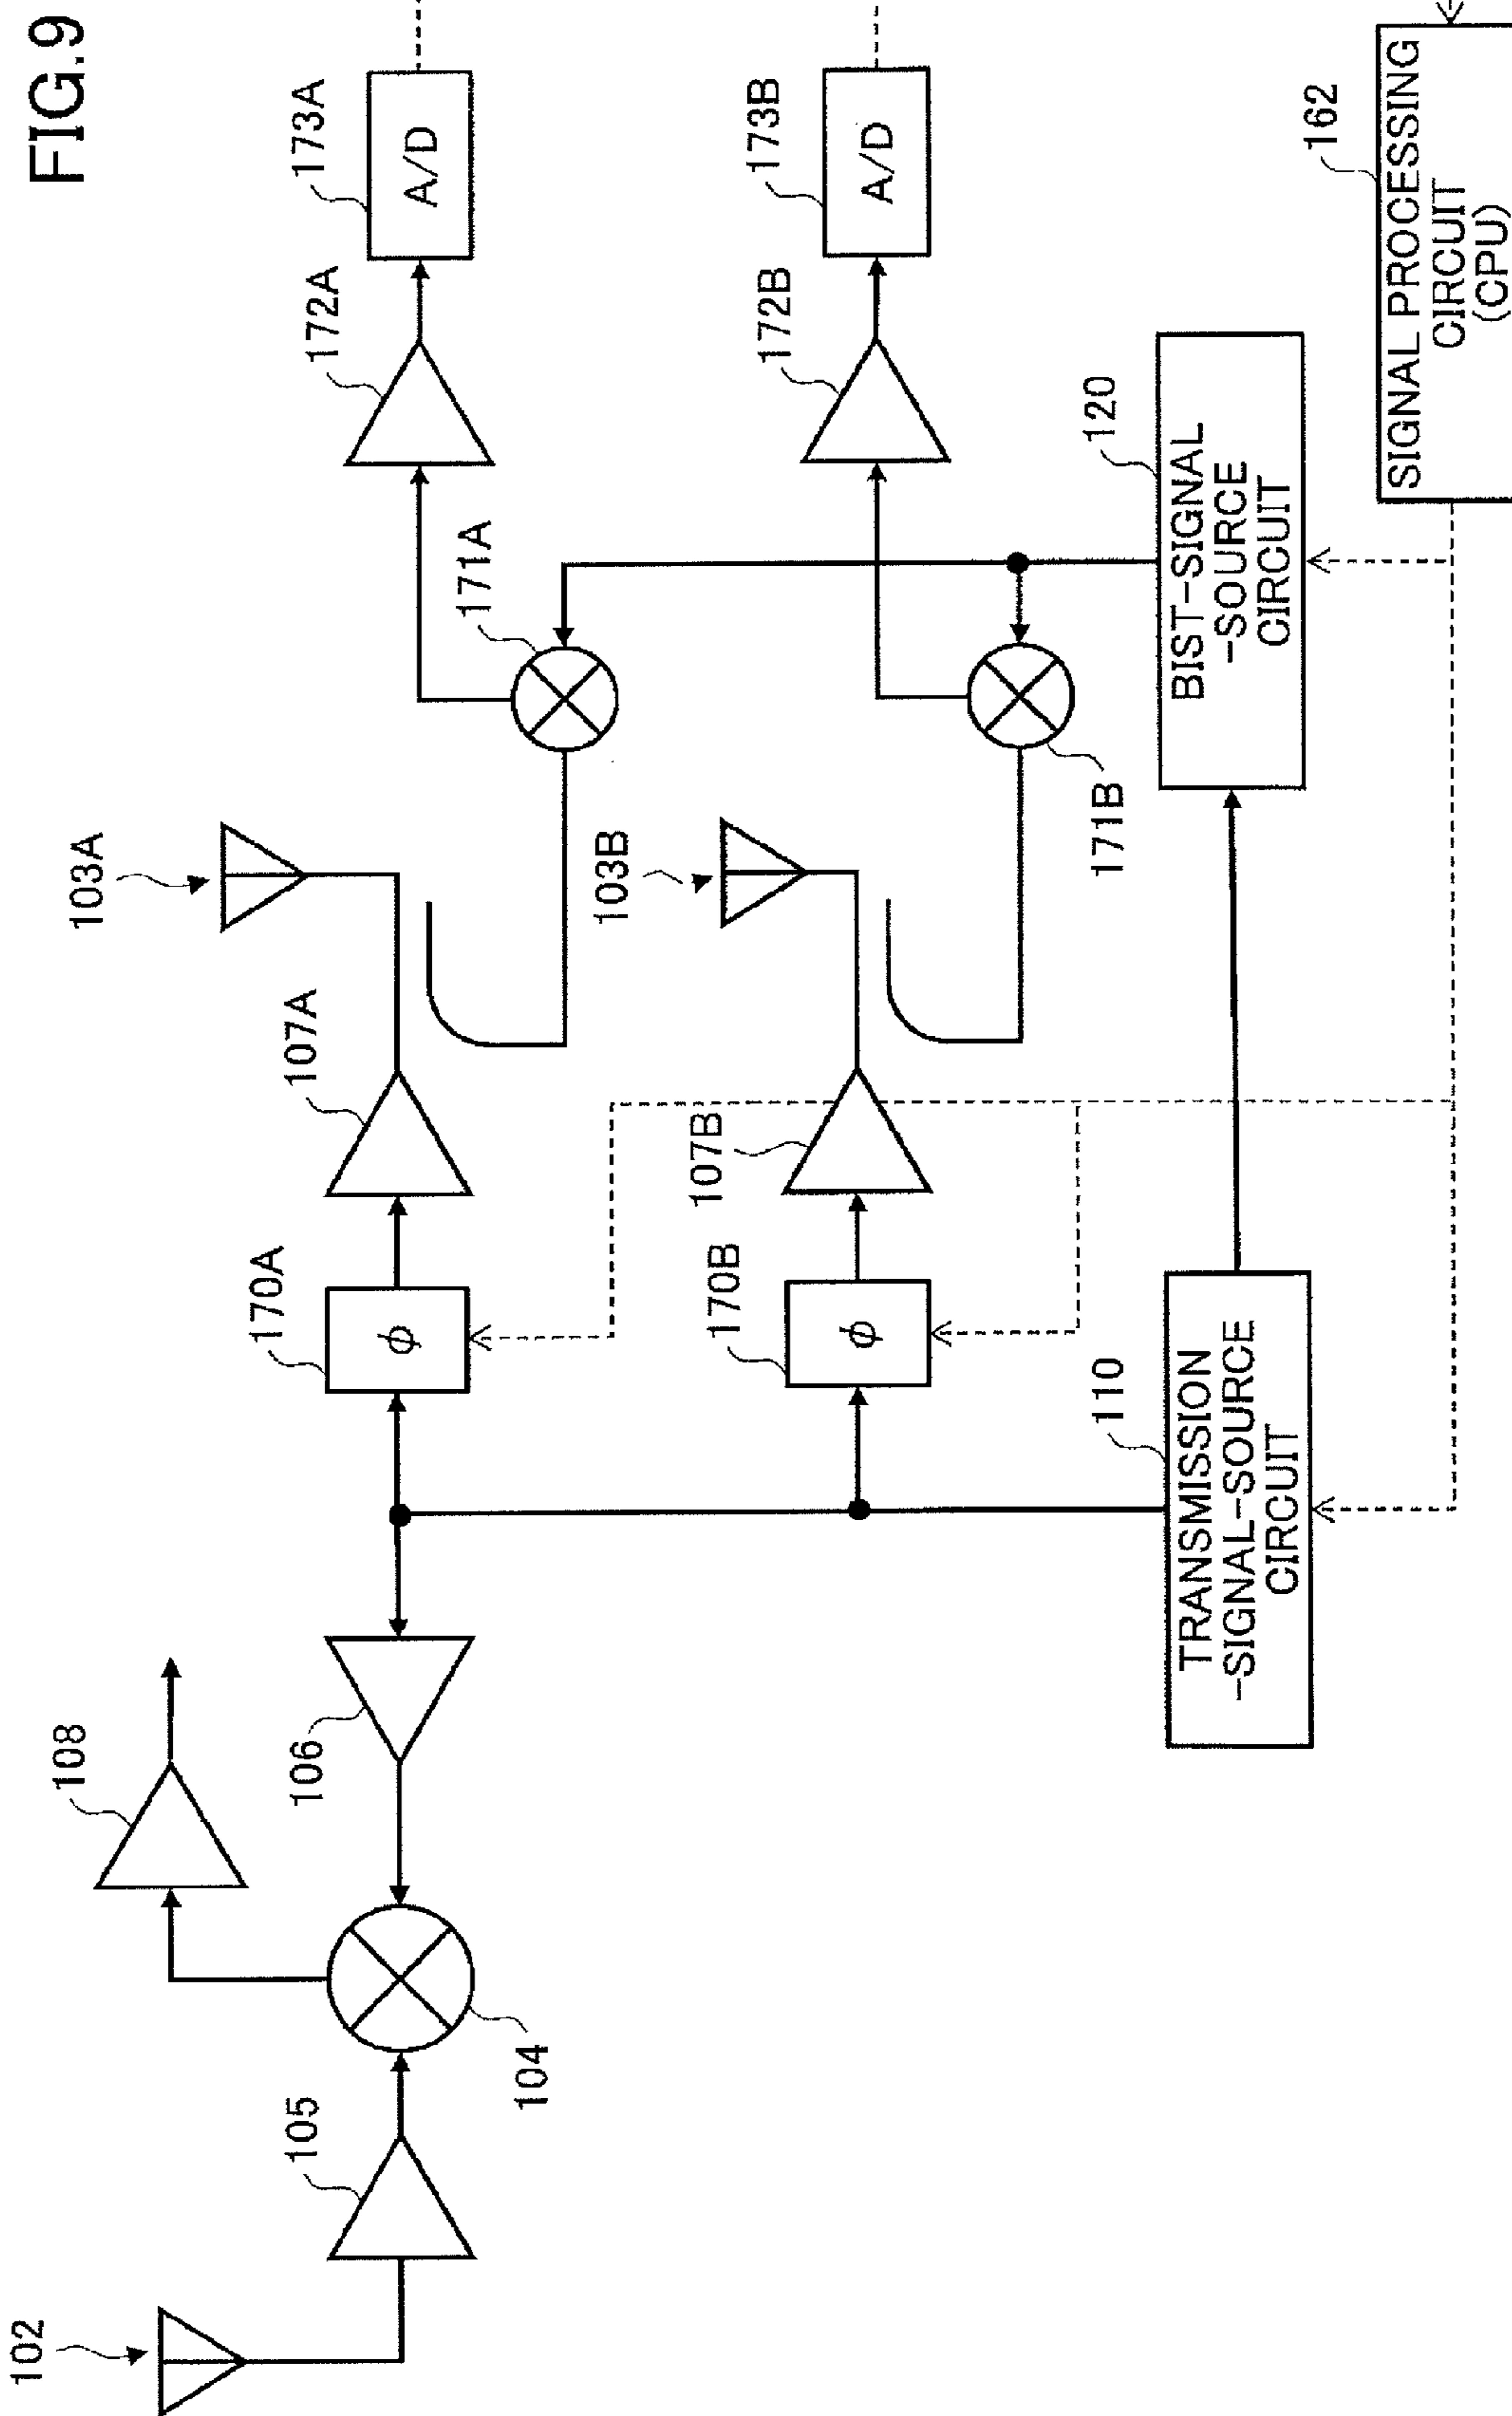 FIG.9
173A
A/D
172A
171A
103A
107A
170A
φ
108
106
104
105
102
173B
A/D
172B
171B
103B
107B
170B
φ
120
BIST-SIGNAL
-SOURCE
CIRCUIT
110
TRANSMISSION
-SIGNAL-SOURCE
CIRCUIT
162
SIGNAL PROCESSING
CIRCUIT
(CPU)